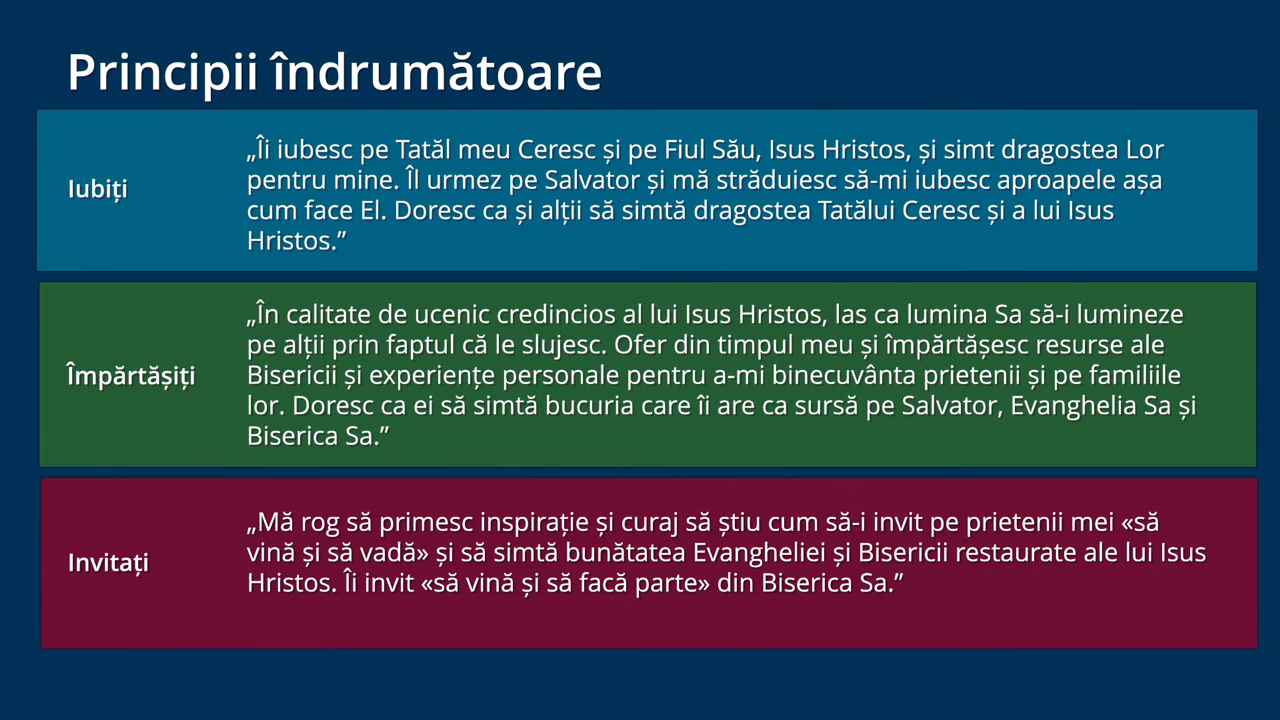 Principii îndrumătoare
Iubiți
„Îi iubesc pe Tatăl meu Ceresc și pe Fiul Său, Isus Hristos, și simt dragostea Lor
pentru mine. Îl urmez pe Salvator și mă străduiesc să-mi iubesc aproapele așa
cum face El. Doresc ca și alții să simtă dragostea Tatălui Ceresc și a lui Isus
Hristos.”
Împărtășiți
„În calitate de ucenic credincios al lui Isus Hristos, las ca lumina Sa să-i lumineze
pe alții prin faptul că le slujesc. Ofer din timpul meu și împărtășesc resurse ale
Bisericii și experiențe personale pentru a-mi binecuvânta prietenii și pe familiile
lor. Doresc ca ei să simtă bucuria care îi are ca sursă pe Salvator, Evanghelia Sa și
Biserica Sa.”
Invitați
„Mă rog să primesc inspirație și curaj să știu cum să-i invit pe prietenii mei «să
vină și să vadă» și să simtă bunătatea Evangheliei și Bisericii restaurate ale lui Isus
Hristos. Îi invit «să vină și să facă parte» din Biserica Sa.”